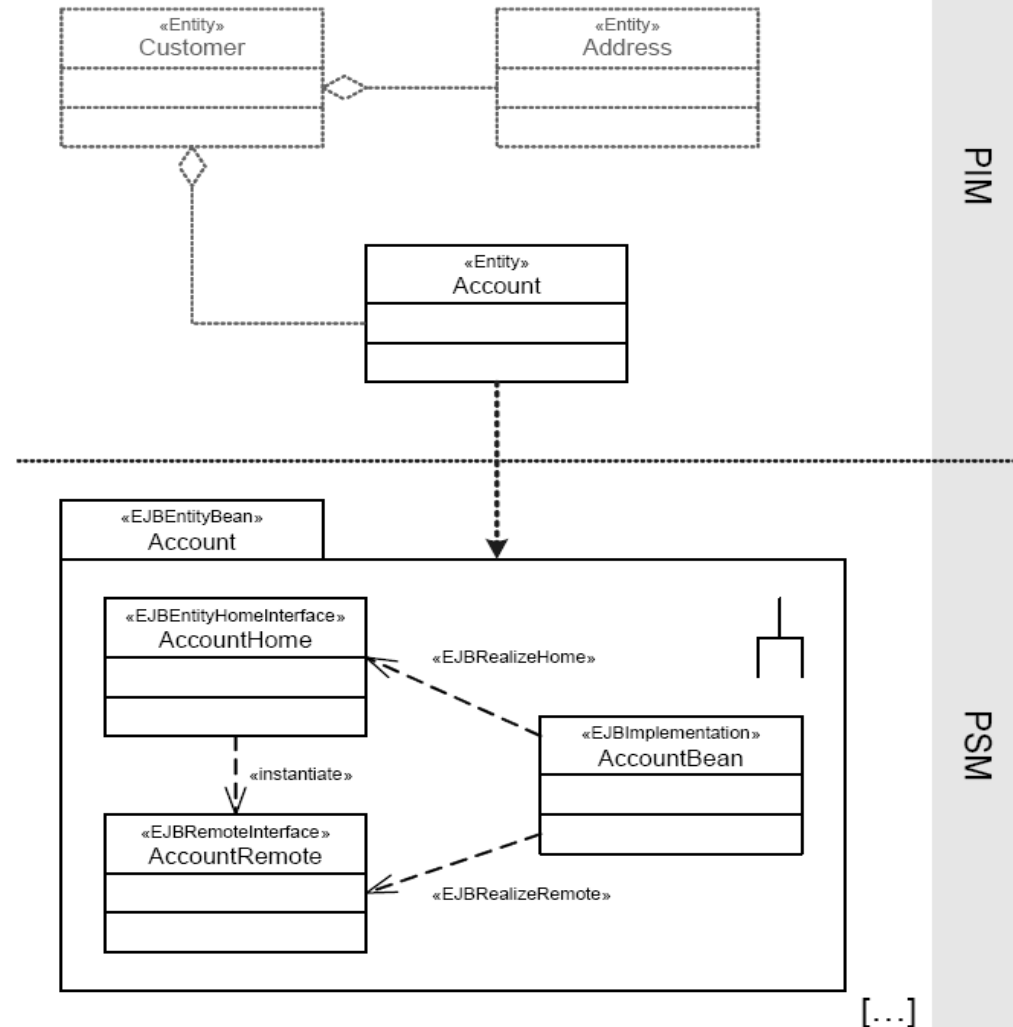 «Entity»
Customer
«Entity»
Address
PIM
«Entity»
Account
«EJBEntityBean»
Account
«EJBEntityHomeInterface»
AccountHome
«EJBRealizeHome»
«EJBImplementation»
AccountBean
PSM
«instantiate»
«EJBRemoteInterface»
AccountRemote
«EJBRealizeRemote»
[...]